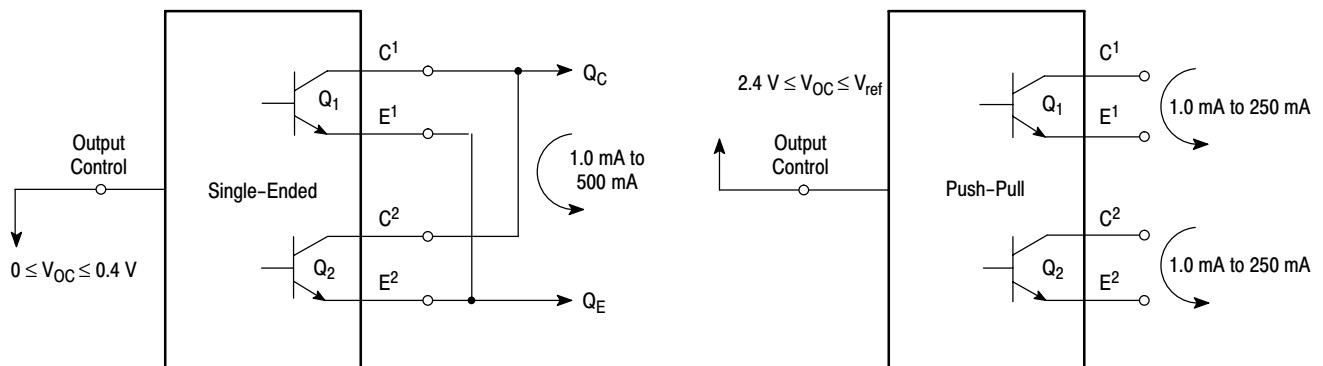 C1
QC
Q1
E1
Output
Control
1.0 mA to
500 mA
Single-Ended
C2
0 ≤ VOC ≤ 0.4 V
Q2
E2
QE
C1
2.4 V ≤ VOC ≤ Vref
Q1
1.0 mA to 250 mA
E1
Output
Control
Push-Pull
C2
Q2
1.0 mA to 250 mA
E2